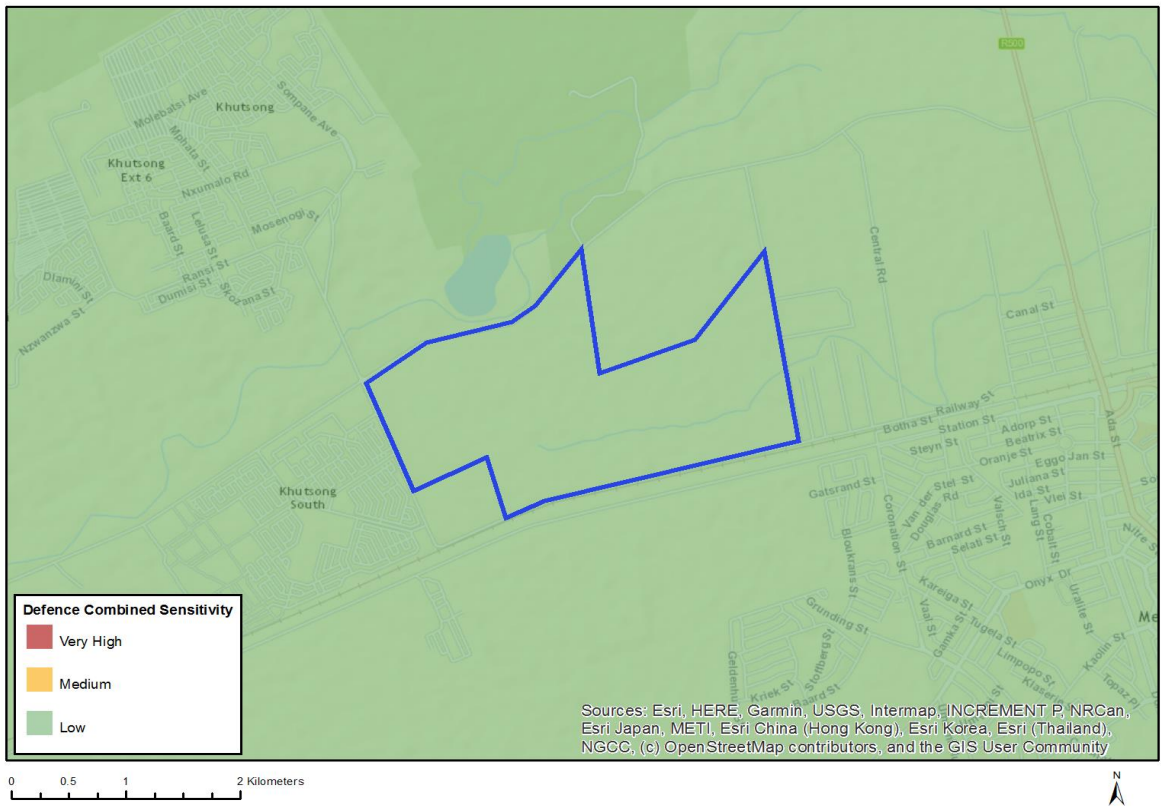 R500
Molebatsi Ave
Khutsong
Sompane Ave
Mphata St
Khutsong
Ext 6
Nxumalo Rd
Baard St
Lelusa St
Mosenogi St
Ransi St
Dumisi St
Skozana St
Dlamini St
Nzwanzwa St
Central Rd
Canal St
Railway St
Botha St
Station St
Steyn St
Adorp St
Beatrix St
Oranje St
Eggo Jan St
Ada St
Juliana St
Ida St
Vlei St
Gatsrand St
Van der Stel St
Douglas Rd
Coronation St
Valsch St
Lang St
Cobalt St
Barnard St
Selati St
Bloukrans St
Onyx Dr
Uralite St
Kareiga St
Vaal St
Gamka St
Tugela St
Limpopo St
Kaolin St
Topaz Pl
Grunding St
Stoffberg St
Kriek St
Baard St
Khutsong
South
Defence Combined Sensitivity
Very High
Medium
Low
Sources: Esri, HERE, Garmin, USGS, Intermap, INCREMENT P, NRCan,
Esri Japan, METI, Esri China (Hong Kong), Esri Korea, Esri (Thailand),
NGCC, (c) OpenStreetMap contributors, and the GIS User Community
0 0.5 1 2 Kilometers
N